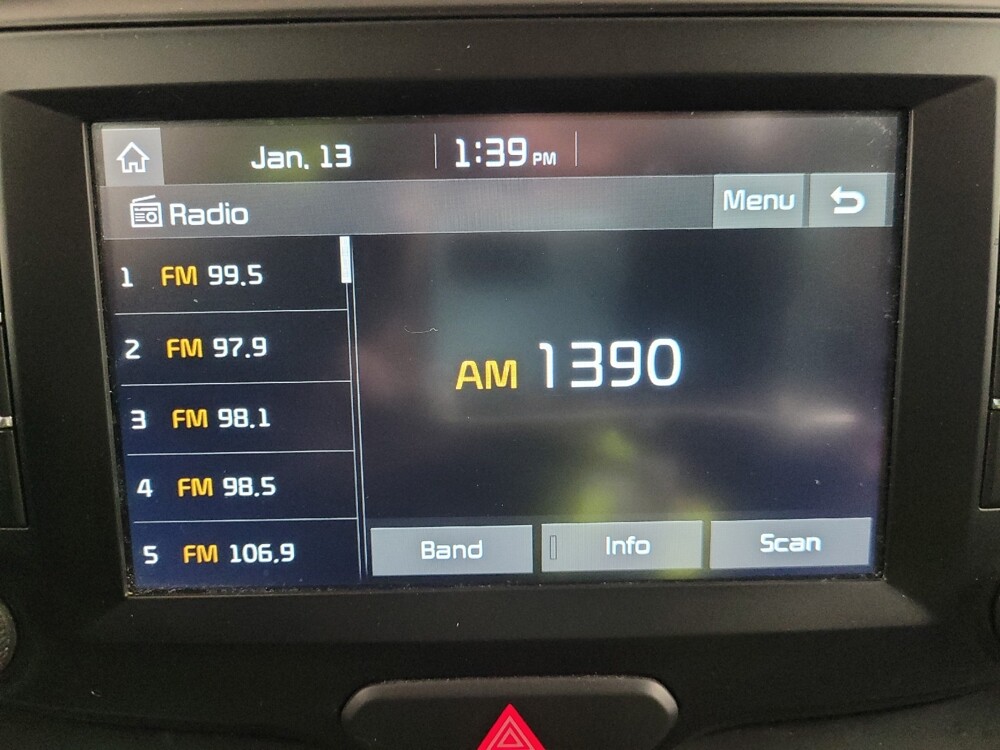 Jan. 13 1:39 PM
Radio Menu
1 FM 99.5
2 FM 97.9
3 FM 98.1
4 FM 98.5
5 FM 106.9
AM 1390
Band Info Scan